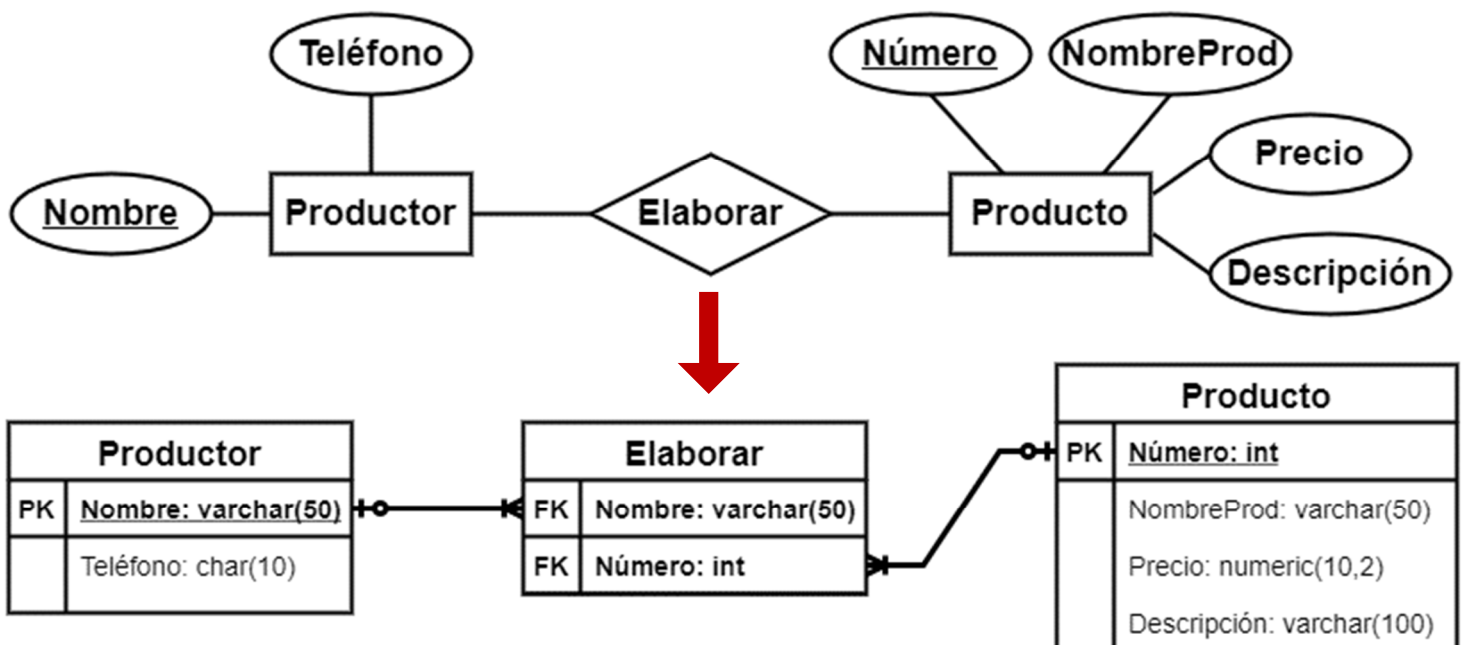 Teléfono
Número
NombreProd
Precio
Nombre
Productor
Elaborar
Producto
Descripción
Productor
PK Nombre: varchar(50)
Teléfono: char(10)
Elaborar
FK Nombre: varchar(50)
FK Número: int
Producto
PK Número: int
NombreProd: varchar(50)
Precio: numeric(10,2)
Descripción: varchar(100)